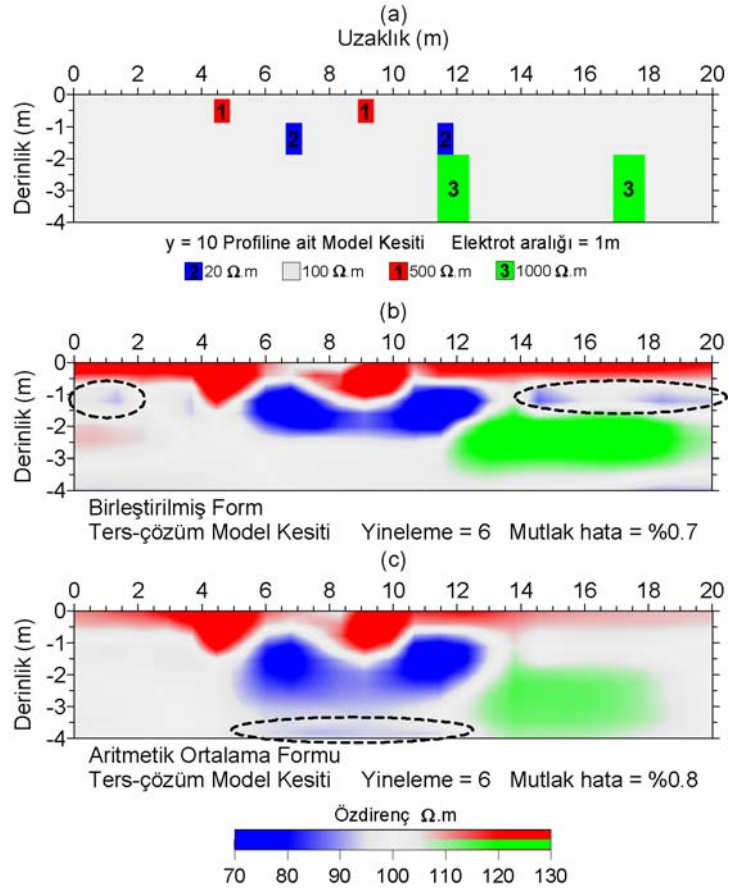 (a)
Uzaklık (m)
0 2 4 6 8 10 12 14 16 18 20
Derinlik (m)
0
-1
-2
-3
-4
1 1
2 2
3 3
y = 10 Profiline ait Model Kesiti Elektrot aralığı = 1m
2 20 Ω.m 100 Ω.m 1 500 Ω.m 3 1000 Ω.m
(b)
0 2 4 6 8 10 12 14 16 18 20
Derinlik (m)
0
-1
-2
-3
-4
Birleştirilmiş Form
Ters-çözüm Model Kesiti Yineleme = 6 Mutlak hata = %0.7
(c)
0 2 4 6 8 10 12 14 16 18 20
Derinlik (m)
0
-1
-2
-3
-4
Aritmetik Ortalama Formu
Ters-çözüm Model Kesiti Yineleme = 6 Mutlak hata = %0.8
Özdirenç Ω.m
70 80 90 100 110 120 130